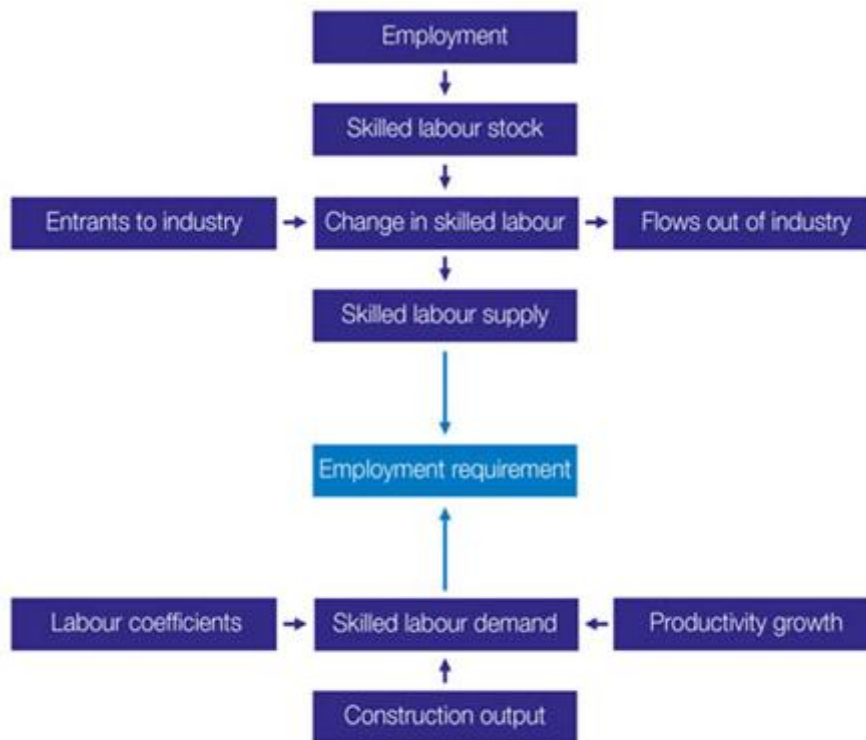 Employment
Skilled labour stock
Entrants to industry
Change in skilled labour
Flows out of industry
Skilled labour supply
Employment requirement
Labour coefficients
Skilled labour demand
Productivity growth
Construction output